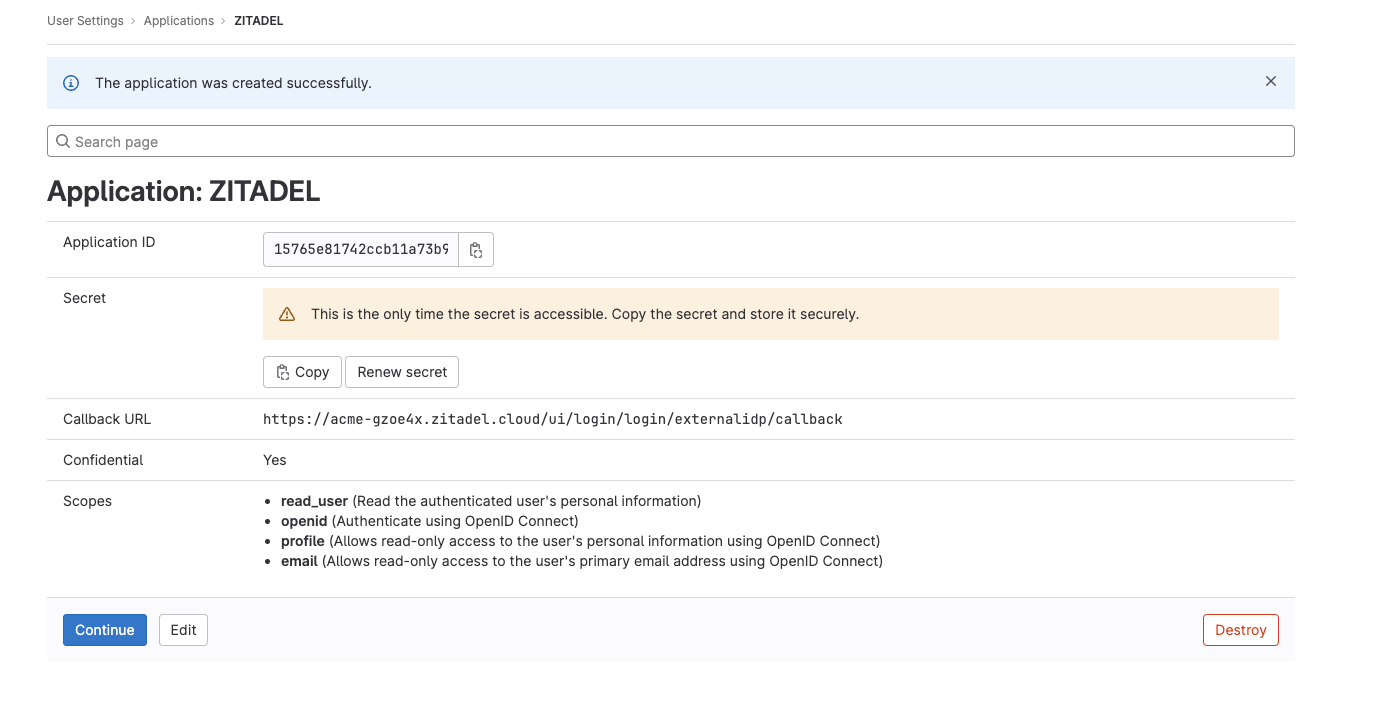 User Settings > Applications > ZITADEL
The application was created successfully.
Search page
Application: ZITADEL
Application ID 15765e81742ccb11a73b9
Secret This is the only time the secret is accessible. Copy the secret and store it securely.
Copy Renew secret
Callback URL https://acme-gzoe4x.zitadel.cloud/ui/login/login/externalidp/callback
Confidential Yes
Scopes • read_user (Read the authenticated user's personal information)
• openid (Authenticate using OpenID Connect)
• profile (Allows read-only access to the user's personal information using OpenID Connect)
• email (Allows read-only access to the user's primary email address using OpenID Connect)
Continue Edit Destroy